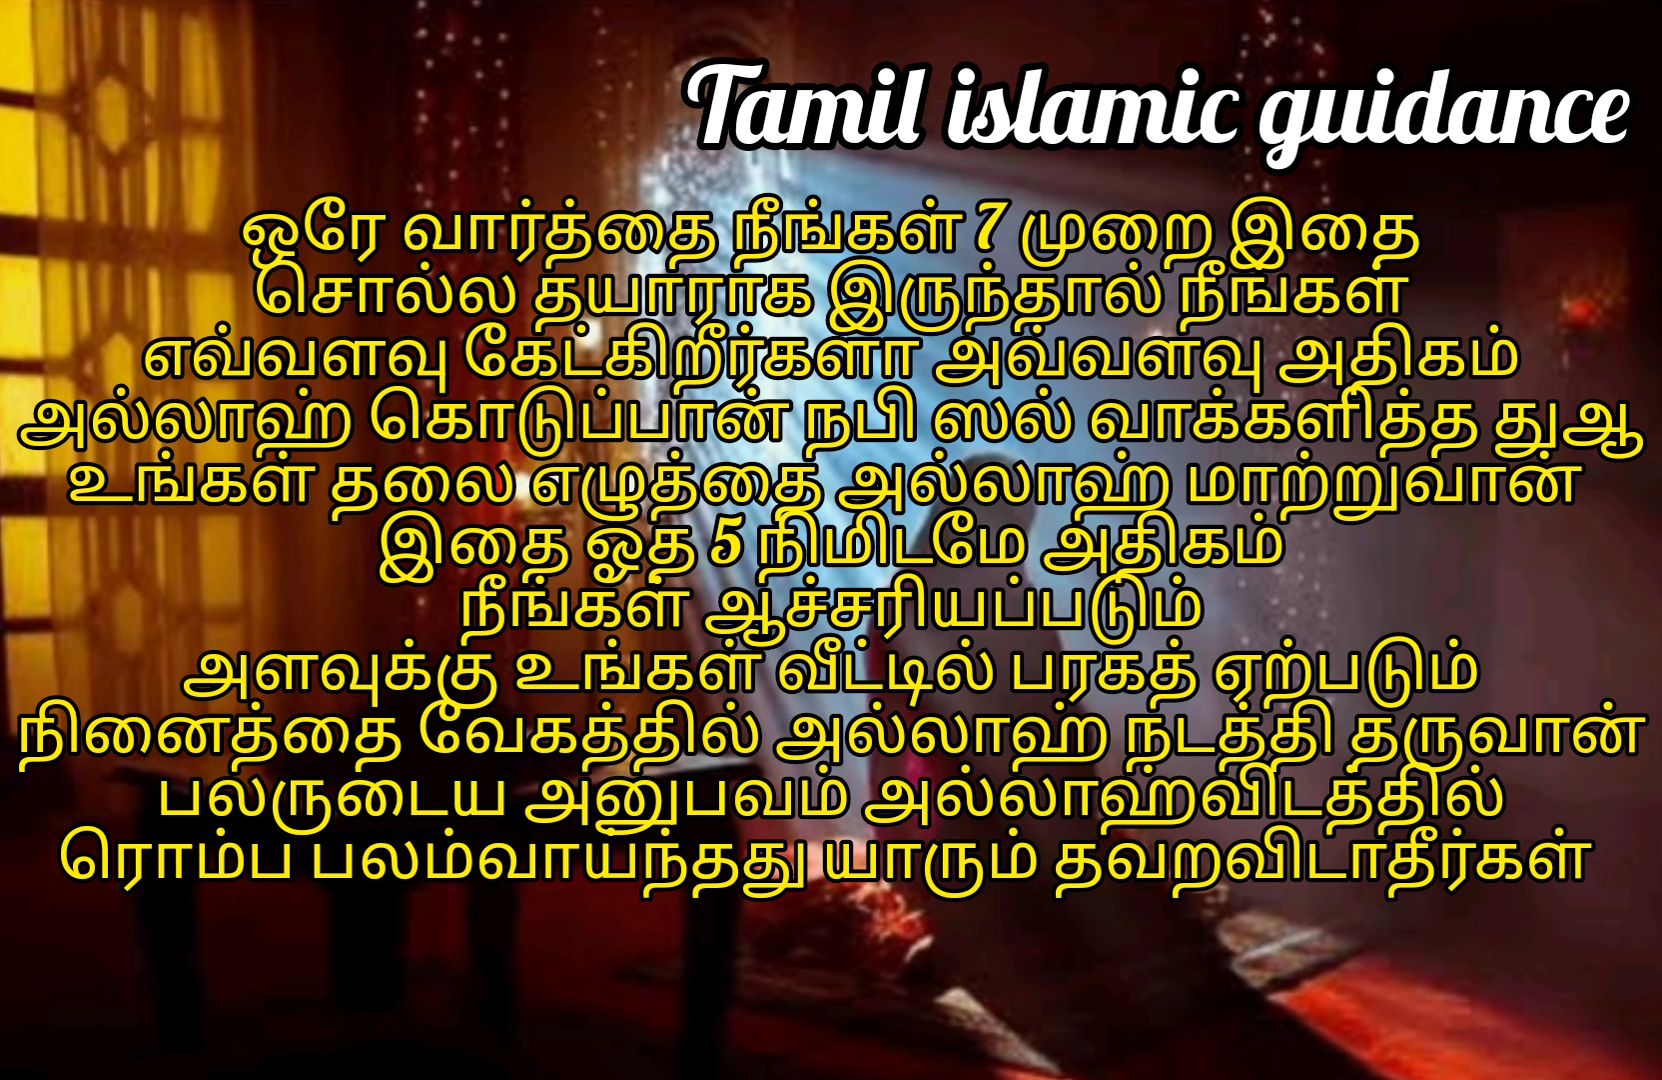 Tamil islamic guidance
ஒரே வார்த்தை நீங்கள் 7 முறை இதை
சொல்ல தயாராக இருந்தால் நீங்கள்
எவ்வளவு கேட்கிறீர்களா அவ்வளவு அதிகம்
அல்லாஹ் கொடுப்பான் நபி ஸல் வாக்களித்த துஆ
உங்கள் தலை எழுத்தை அல்லாஹ் மாற்றுவான்
இதை ஓத 5 நிமிடமே அதிகம்
நீங்கள் ஆச்சரியப்படும்
அளவுக்கு உங்கள் வீட்டில் பரகத் ஏற்படும்
நினைத்தை வேகத்தில் அல்லாஹ் நடத்தி தருவான்
பலருடைய அனுபவம் அல்லாஹ்விடத்தில்
ரொம்ப பலம்வாய்ந்தது யாரும் தவறவிடாதீர்கள்